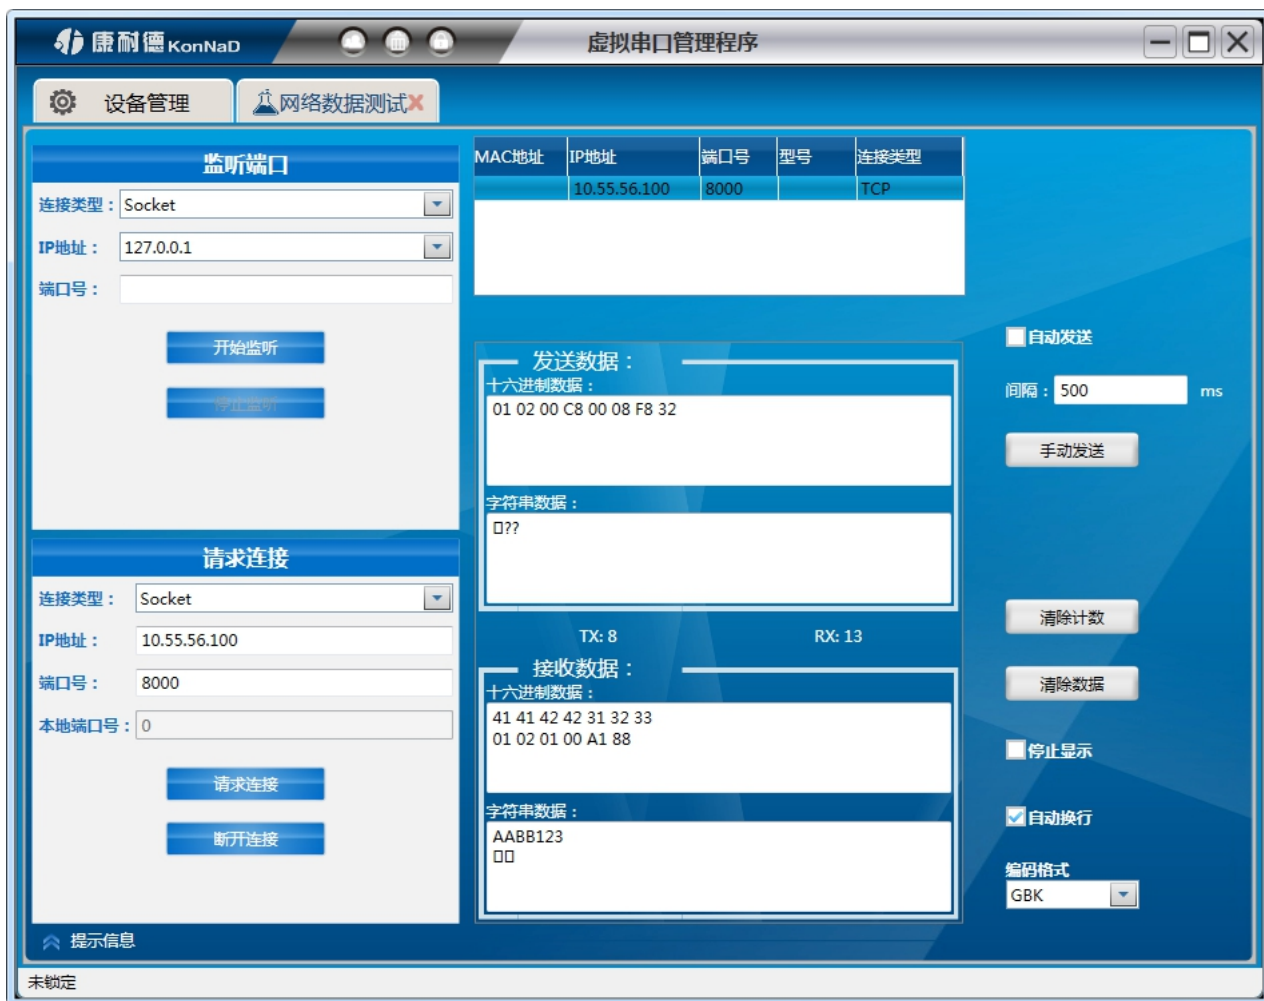 康耐德 KonNaD
虚拟串口管理程序
设备管理
网络数据测试
监听端口
连接类型：Socket
IP地址：127.0.0.1
端口号：
开始监听
停止监听
请求连接
连接类型：Socket
IP地址：10.55.56.100
端口号：8000
本地端口号：0
请求连接
断开连接
MAC地址 IP地址 端口号 型号 连接类型
10.55.56.100 8000 TCP
发送数据：
十六进制数据：
01 02 00 C8 00 08 F8 32
字符串数据：
□??
TX: 8 RX: 13
接收数据：
十六进制数据：
41 41 42 42 31 32 33
01 02 01 00 A1 88
字符串数据：
AABB123
□□
自动发送
间隔：500 ms
手动发送
清除计数
清除数据
停止显示
自动换行
编码格式
GBK
提示信息
未锁定